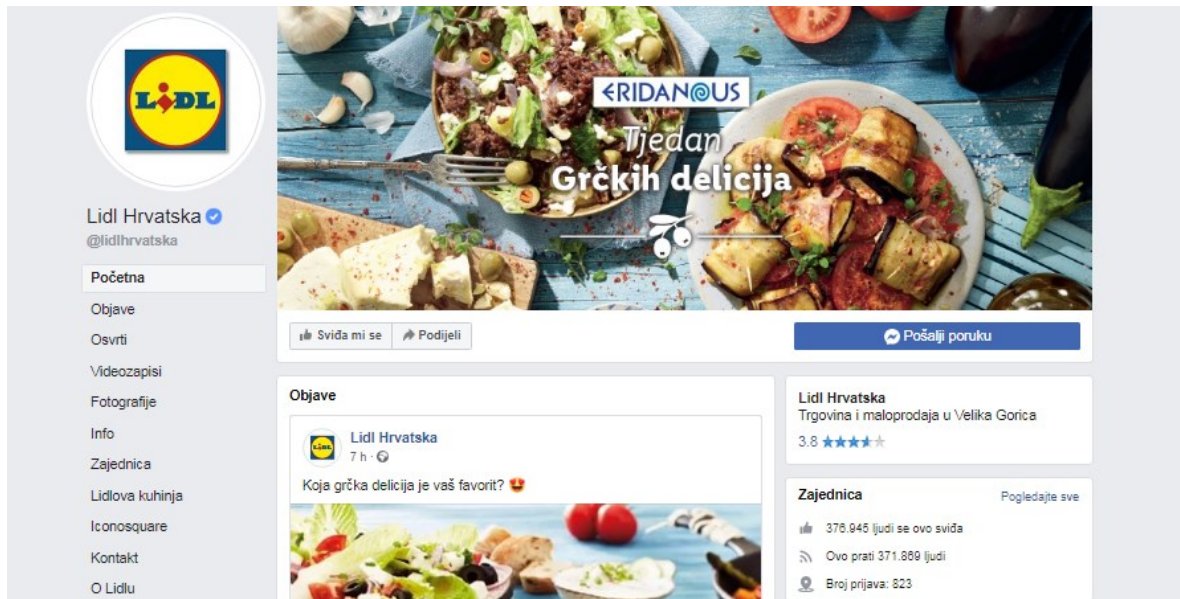 LIDL
Lidl Hrvatska
@lidlhrvatska
Početna
Objave
Osvrti
Videozapisi
Fotografije
Info
Zajednica
Lidlova kuhinja
Iconosquare
Kontakt
O Lidlu
ERIDANOUS
Tjedan
Grčkih delicija
Sviđa mi se
Podijeli
Pošalji poruku
Objave
LIDL
Lidl Hrvatska
7 h ·
Koja grčka delicija je vaš favorit? 😍
Lidl Hrvatska
Trgovina i maloprodaja u Velika Gorica
3.8 ★★★★☆
Zajednica
Pogledajte sve
376.945 ljudi se ovo sviđa
Ovo prati 371.869 ljudi
Broj prijava: 823